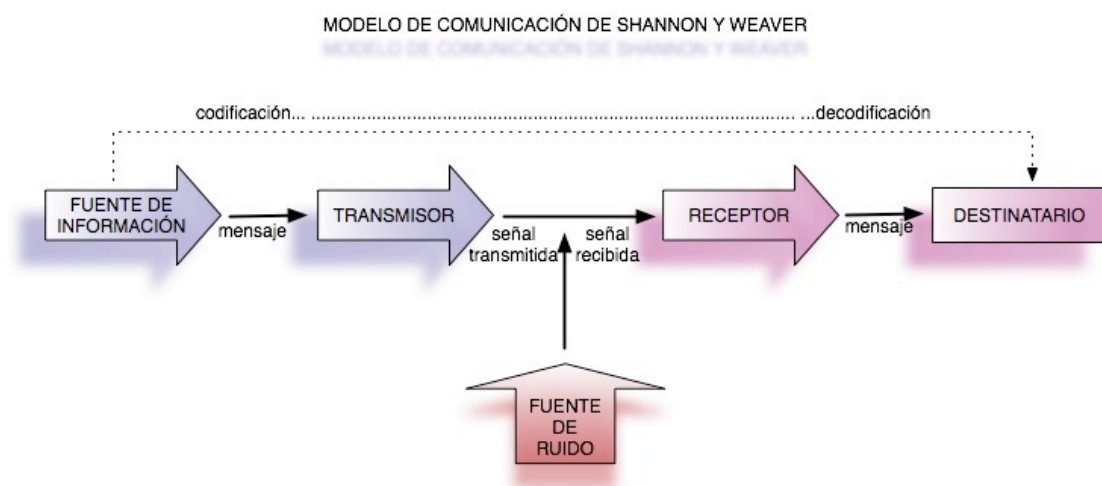 MODELO DE COMUNICACIÓN DE SHANNON Y WEAVER
codificación... ...decodificación
FUENTE DE
INFORMACIÓN
mensaje
TRANSMISOR
señal
transmitida
señal
recibida
RECEPTOR
mensaje
DESTINATARIO
FUENTE
DE
RUIDO